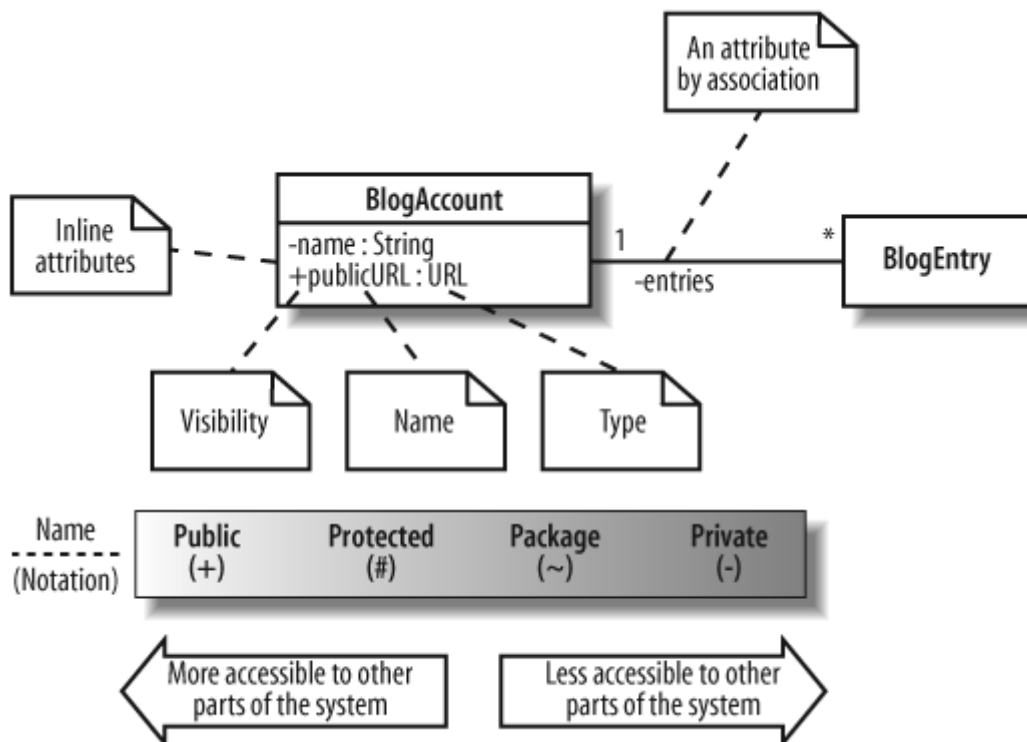 An attribute
by association
BlogAccount
Inline
attributes
-name : String
+publicURL : URL
1
*
-entries
BlogEntry
Visibility
Name
Type
Name
(Notation)
Public
(+)
Protected
(#)
Package
(~)
Private
(-)
More accessible to other
parts of the system
Less accessible to other
parts of the system